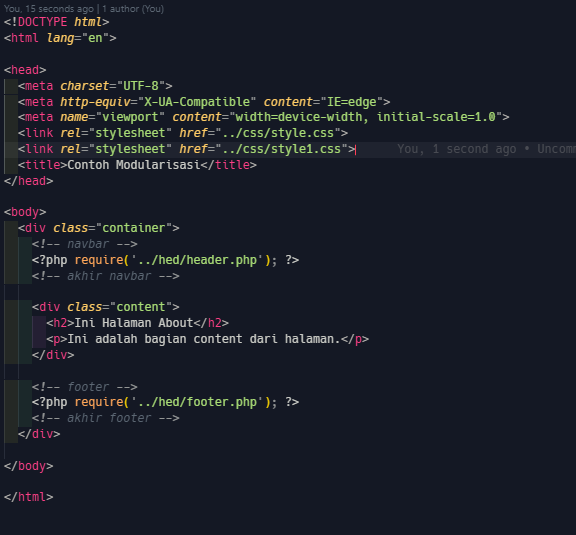 You, 15 seconds ago | 1 author (You)
<!DOCTYPE html>
<html lang="en">
<head>
<meta charset="UTF-8">
<meta http-equiv="X-UA-Compatible" content="IE=edge">
<meta name="viewport" content="width=device-width, initial-scale=1.0">
<link rel="stylesheet" href="../css/style.css">
<link rel="stylesheet" href="../css/style1.css"> You, 1 second ago • Uncomm
<title>Contoh Modularisasi</title>
</head>
<body>
<div class="container">
<!-- navbar -->
<?php require('../hed/header.php'); ?>
<!-- akhir navbar -->
<div class="content">
<h2>Ini Halaman About</h2>
<p>Ini adalah bagian content dari halaman.</p>
</div>
<!-- footer -->
<?php require('../hed/footer.php'); ?>
<!-- akhir footer -->
</div>
</body>
</html>